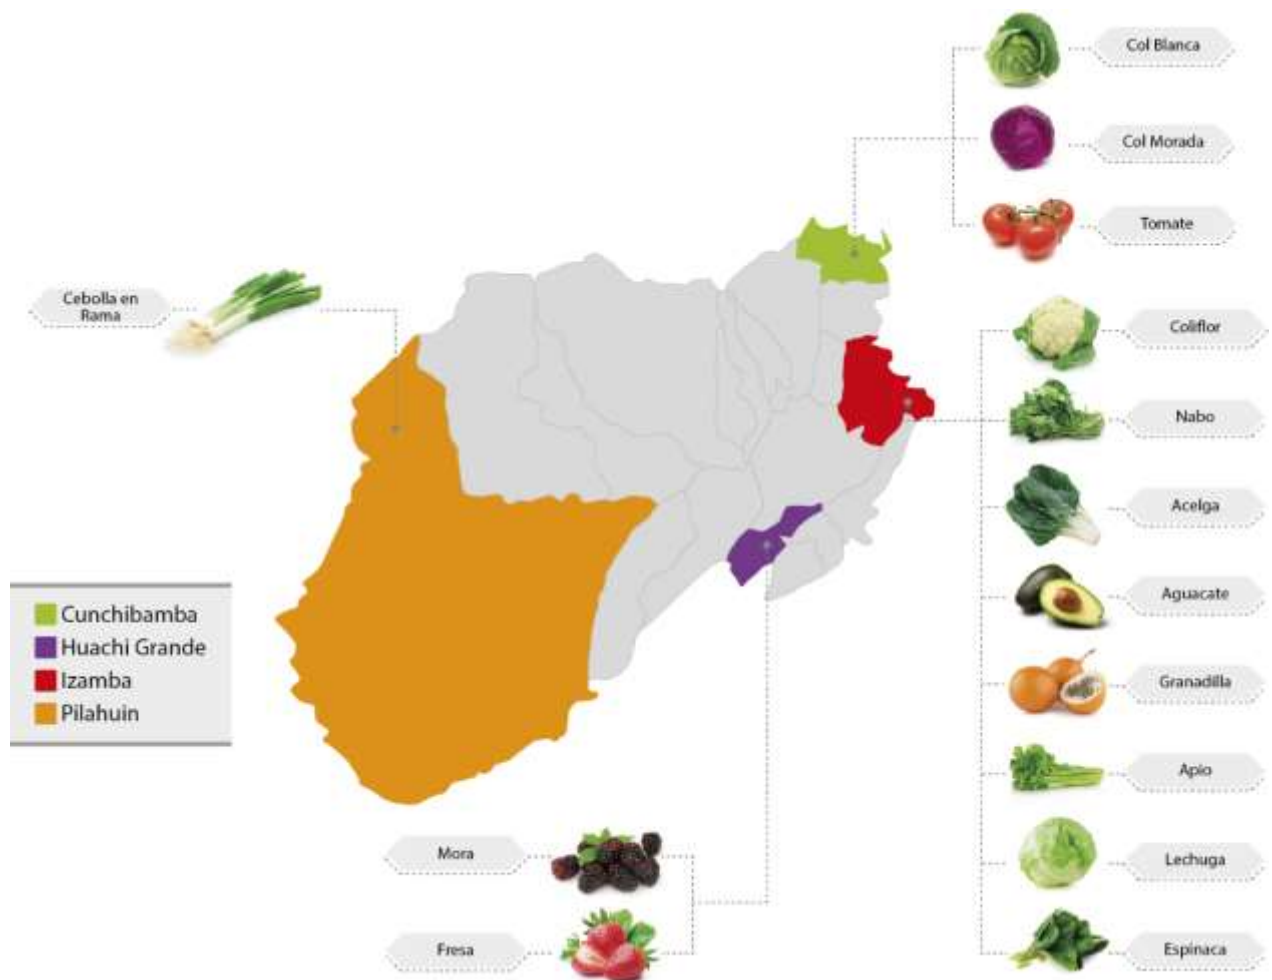 Col Blanca
Col Morada
Tomate
Cebolla en
Rama
Coliflor
Nabo
Acelga
Aguacate
Granadilla
Apio
Lechuga
Espinaca
Cunchibamba
Huachi Grande
Izamba
Pilahuin
Mora
Fresa